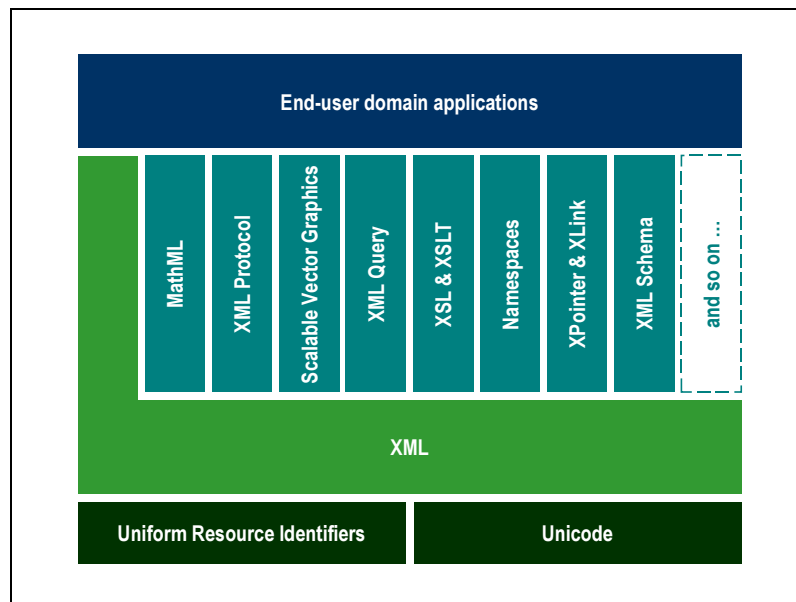 End-user domain applications
MathML
XML Protocol
Scalable Vector Graphics
XML Query
XSL & XSLT
Namespaces
XPointer & XLink
XML Schema
and so on ...
XML
Uniform Resource Identifiers
Unicode